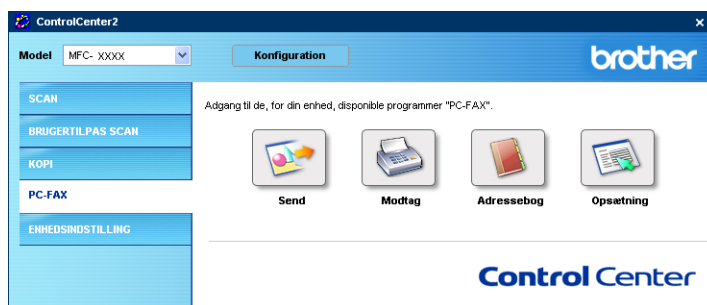 ControlCenter2
Model MFC- XXXX Konfiguration brother
SCAN
BRUGERTILPAS SCAN
KOPI
PC-FAX
ENHEDSINDSTILLING
Adgang til de, for din enhed, disponible programmer "PC-FAX".
Send Modtag Adressebog Opsætning
Control Center